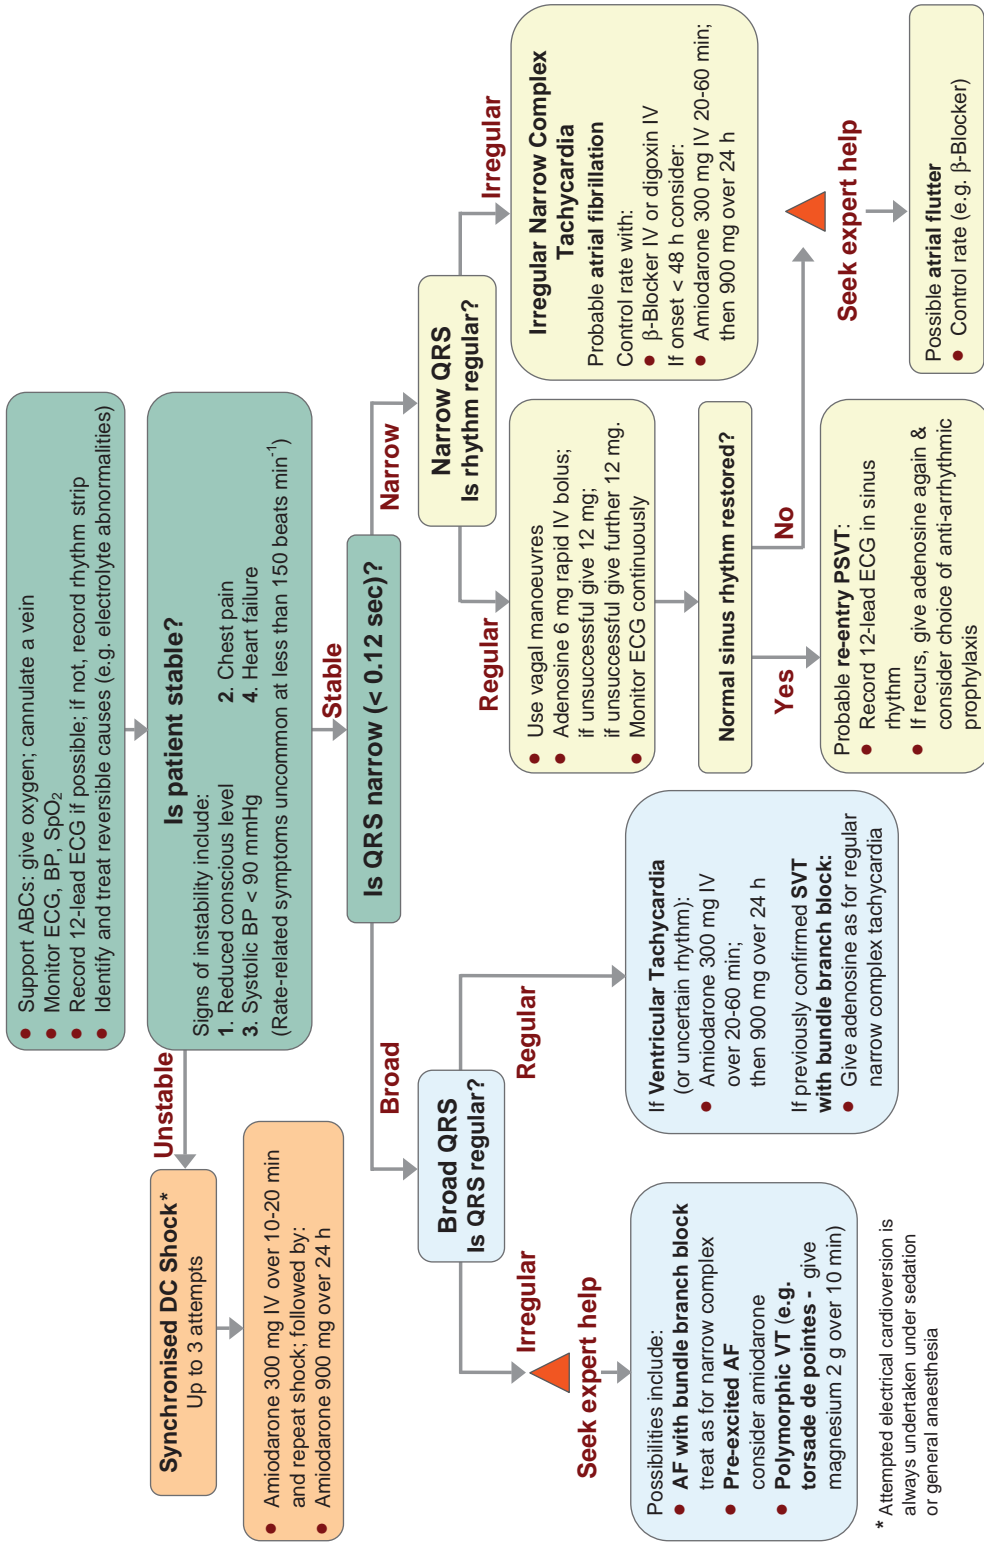 ● Support ABCs: give oxygen; cannulate a vein
● Monitor ECG, BP, SpO₂
● Record 12-lead ECG if possible; if not, record rhythm strip
● Identify and treat reversible causes (e.g. electrolyte abnormalities)
Is patient stable?
Signs of instability include:
1. Reduced conscious level 2. Chest pain
3. Systolic BP < 90 mmHg 4. Heart failure
(Rate-related symptoms uncommon at less than 150 beats min⁻¹)
Unstable
Synchronised DC Shock*
Up to 3 attempts
● Amiodarone 300 mg IV over 10-20 min
and repeat shock; followed by:
● Amiodarone 900 mg over 24 h
Stable
Is QRS narrow (< 0.12 sec)?
Broad
Narrow
Broad QRS
Is QRS regular?
Irregular
Seek expert help
Possibilities include:
● AF with bundle branch block
treat as for narrow complex
● Pre-excited AF
consider amiodarone
● Polymorphic VT (e.g.
torsade de pointes - give
magnesium 2 g over 10 min)
Regular
If Ventricular Tachycardia
(or uncertain rhythm):
● Amiodarone 300 mg IV
over 20-60 min;
then 900 mg over 24 h
If previously confirmed SVT
with bundle branch block:
● Give adenosine as for regular
narrow complex tachycardia
Narrow QRS
Is rhythm regular?
Regular
● Use vagal manoeuvres
● Adenosine 6 mg rapid IV bolus;
if unsuccessful give 12 mg;
if unsuccessful give further 12 mg.
● Monitor ECG continuously
Normal sinus rhythm restored?
Yes
Probable re-entry PSVT:
● Record 12-lead ECG in sinus
rhythm
● If recurs, give adenosine again &
consider choice of anti-arrhythmic
prophylaxis
No
Seek expert help
Possible atrial flutter
● Control rate (e.g. β-Blocker)
Irregular
Irregular Narrow Complex
Tachycardia
Probable atrial fibrillation
Control rate with:
● β-Blocker IV or digoxin IV
If onset < 48 h consider:
● Amiodarone 300 mg IV 20-60 min;
then 900 mg over 24 h
* Attempted electrical cardioversion is
always undertaken under sedation
or general anaesthesia